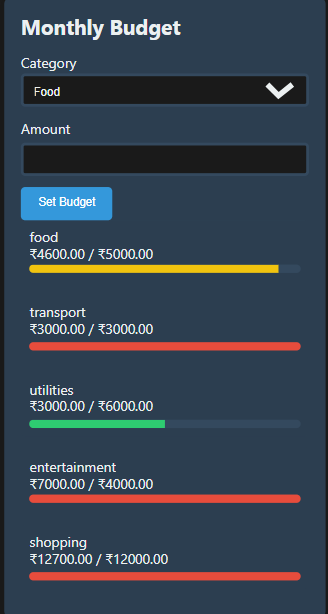 Monthly Budget
Category
Food
Amount
Set Budget
food
₹4600.00 / ₹5000.00
transport
₹3000.00 / ₹3000.00
utilities
₹3000.00 / ₹6000.00
entertainment
₹7000.00 / ₹4000.00
shopping
₹12700.00 / ₹12000.00